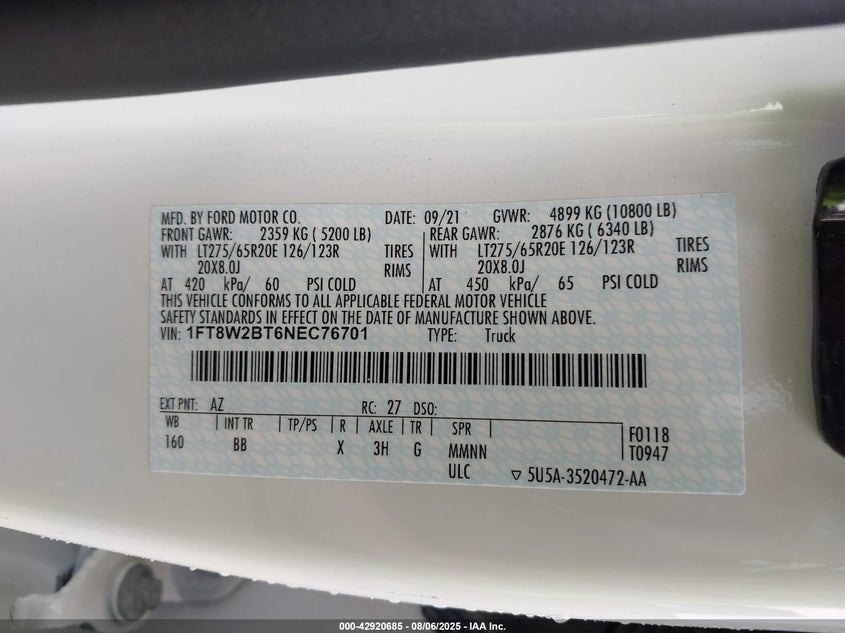 MFD. BY FORD MOTOR CO. DATE: 09/21 GVWR: 4899 KG (10800 LB)
FRONT GAWR: 2359 KG ( 5200 LB) REAR GAWR: 2876 KG ( 6340 LB)
WITH LT275/65R20E 126/123R TIRES WITH LT275/65R20E 126/123R TIRES
20X8.0J RIMS 20X8.0J RIMS
AT 420 kPa/ 60 PSI COLD AT 450 kPa/ 65 PSI COLD
THIS VEHICLE CONFORMS TO ALL APPLICABLE FEDERAL MOTOR VEHICLE
SAFETY STANDARDS IN EFFECT ON THE DATE OF MANUFACTURE SHOWN ABOVE.
VIN: 1FT8W2BT6NEC76701 TYPE: Truck
EXT PNT: AZ RC: 27 DSO:
WB INT TR TP/PS R AXLE TR SPR
160 BB X 3H G MMNN
ULC
F0118
T0947
▽ 5U5A-3520472-AA
000-42920685 - 08/06/2025 - IAA Inc.